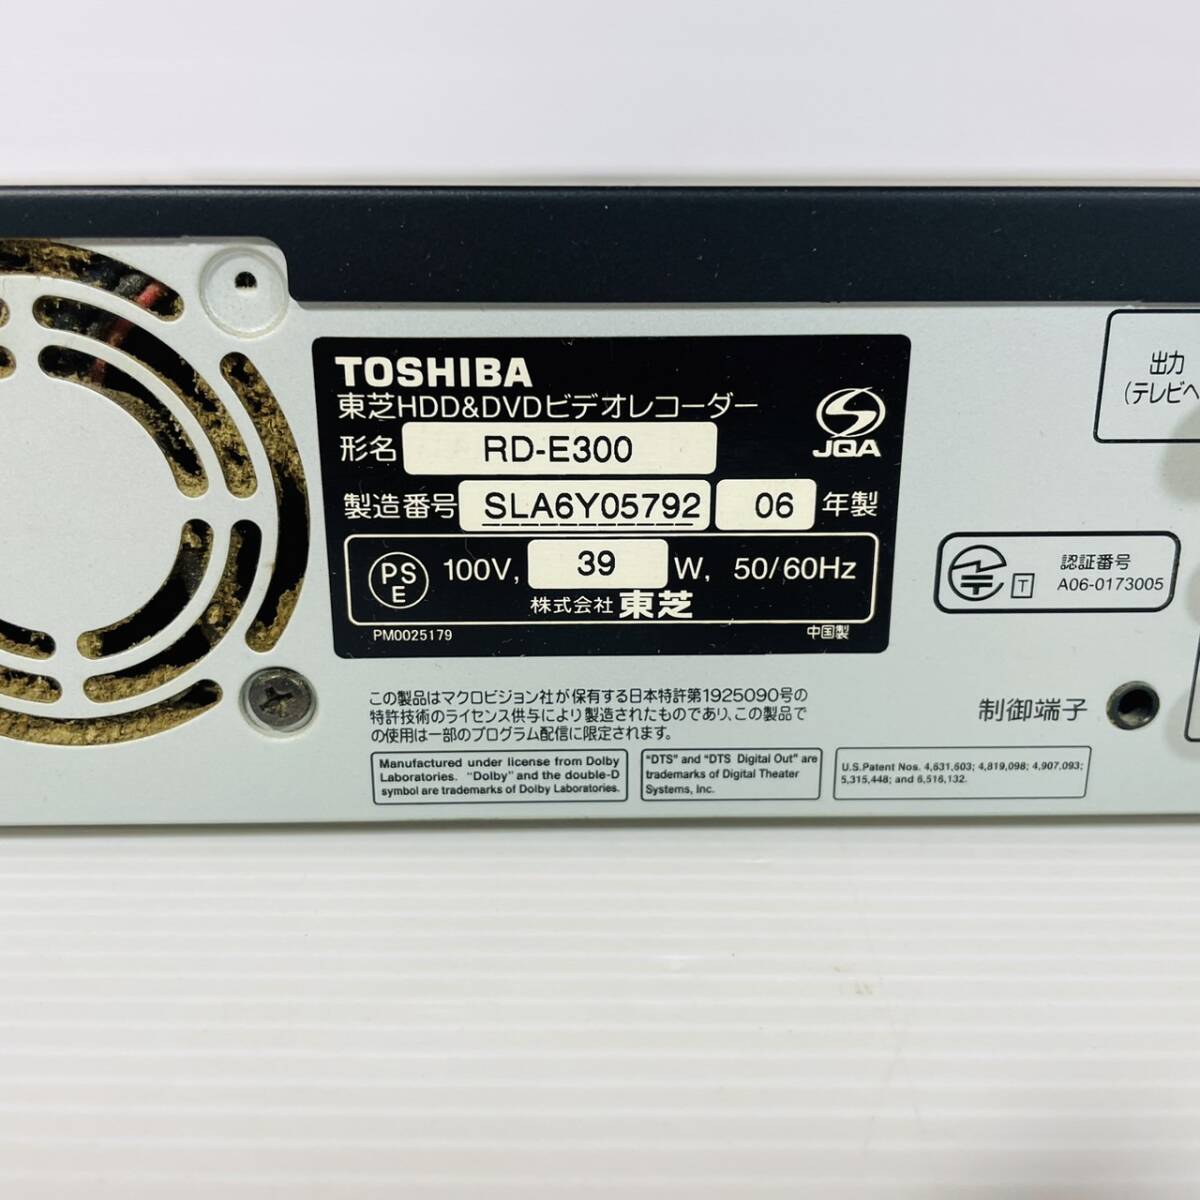 TOSHIBA
東芝HDD&DVDビデオレコーダー
形名 RD-E300
JQA
製造番号 SLA6Y05792 06 年製
PS
E
100V, 39 W, 50/60Hz
株式会社 東芝
PM0025179
中国製
出力
(テレビへ
T
認証番号
A06-0173005
この製品はマクロビジョン社が保有する日本特許第1925090号の
特許技術のライセンス供与により製造されたものであり、この製品で
の使用は一部のプログラム配信に限定されます。
制御端子
Manufactured under license from Dolby
Laboratories. "Dolby" and the double-D
symbol are trademarks of Dolby Laboratories.
"DTS" and "DTS Digital Out" are
trademarks of Digital Theater
Systems, Inc.
U.S.Patent Nos. 4,631,603; 4,819,098; 4,907,093;
5,315,448; and 6,516,132.